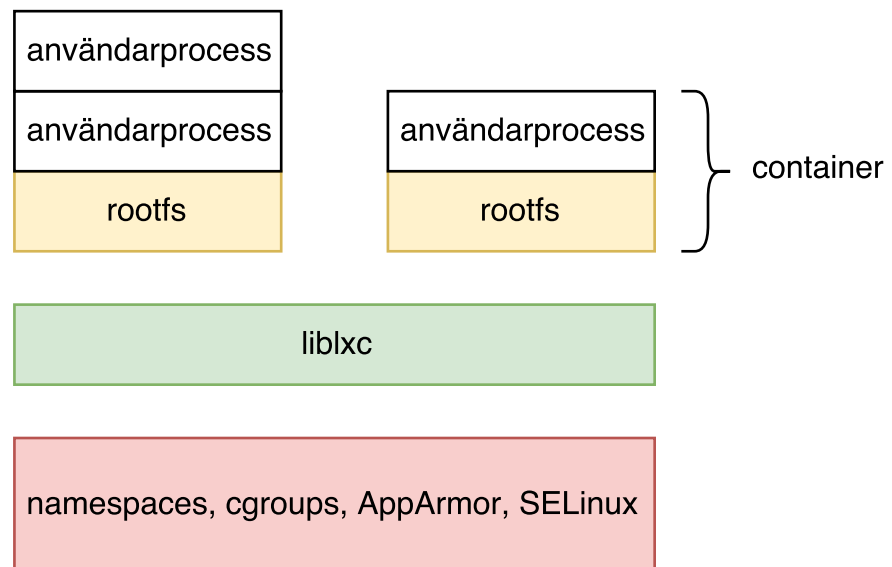 användarprocess
användarprocess
användarprocess
container
rootfs
rootfs
liblxc
namespaces, cgroups, AppArmor, SELinux